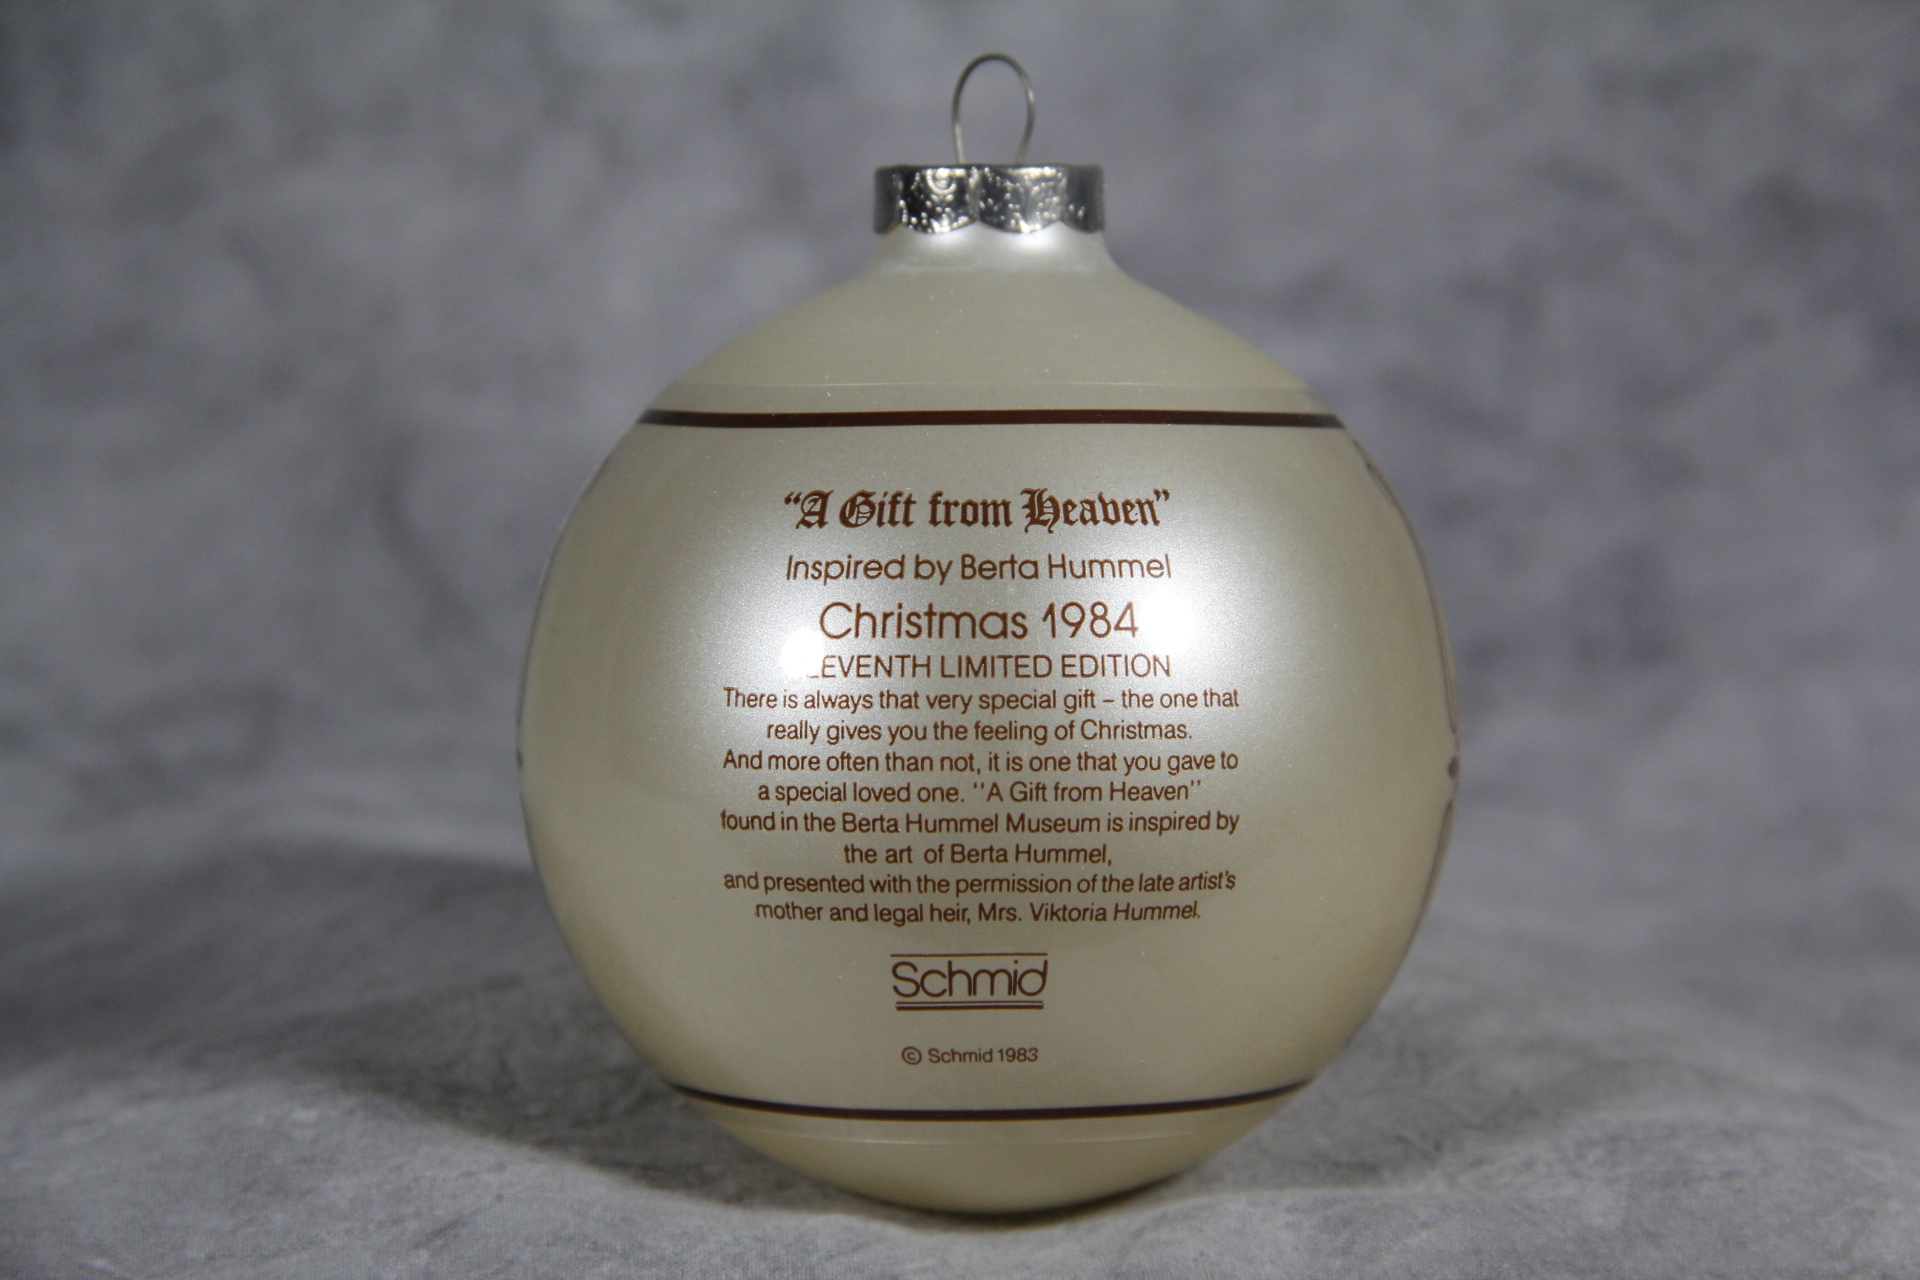 “A Gift from Heaven”
Inspired by Berta Hummel
Christmas 1984
ELEVENTH LIMITED EDITION
There is always that very special gift – the one that
really gives you the feeling of Christmas.
And more often than not, it is one that you gave to
a special loved one. "A Gift from Heaven"
found in the Berta Hummel Museum is inspired by
the art of Berta Hummel,
and presented with the permission of the late artist's
mother and legal heir, Mrs. Viktoria Hummel.
Schmid
© Schmid 1983